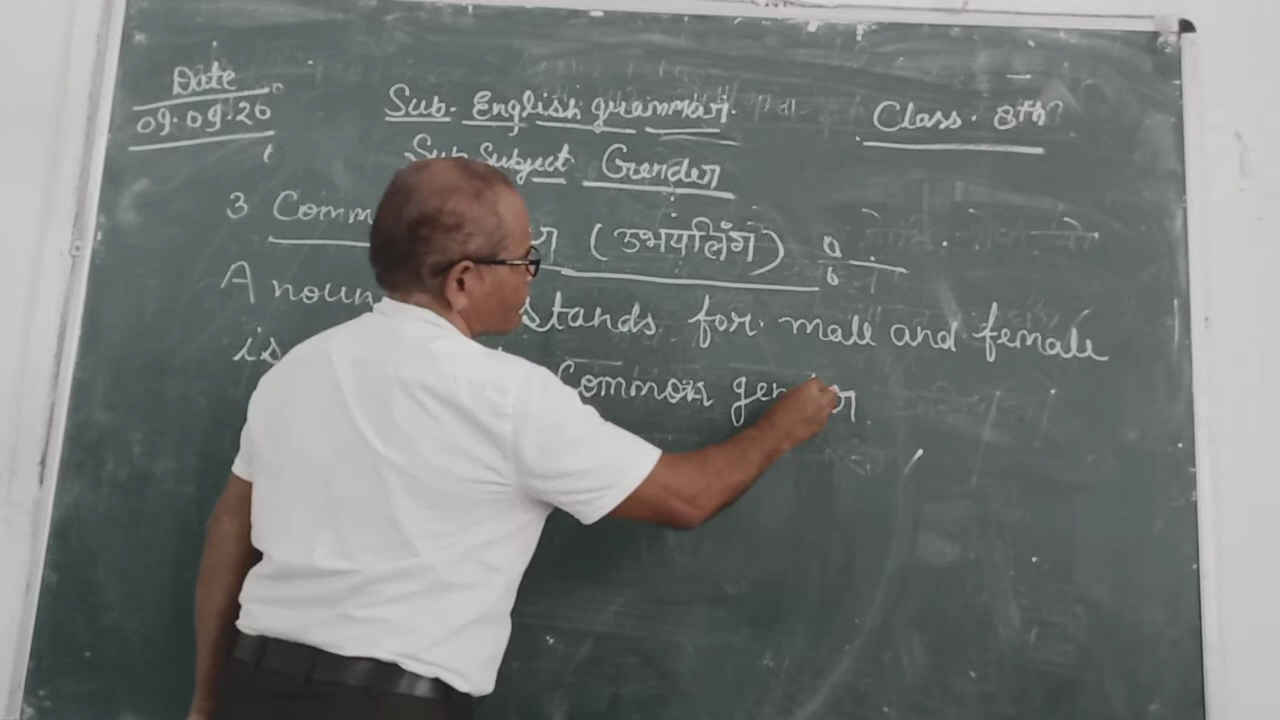 Date
09.09.20
Sub. English grammar.
Class. 8th
Sub Subject. Gender
3 Comm (उभयलिंग)
A noun stands for male and female
is Common gender